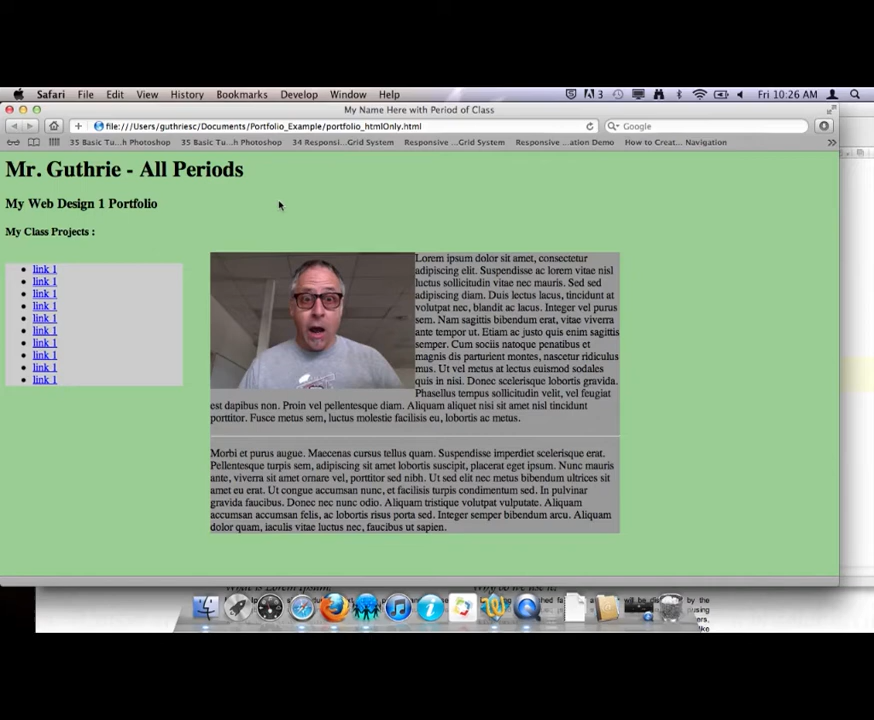 Safari File Edit View History Bookmarks Develop Window Help 3 Fri 10:26 AM
My Name Here with Period of Class
file:///Users/guthriesc/Documents/Portfolio_Example/portfolio_htmlOnly.html Google
35 Basic Tu...h Photoshop 35 Basic Tu...h Photoshop 34 Responsi...Grid System Responsive ...Grid System Responsive ...ation Demo How to Creat... Navigation
Mr. Guthrie - All Periods
My Web Design 1 Portfolio
My Class Projects :
link 1
link 1
link 1
link 1
link 1
link 1
link 1
link 1
link 1
link 1
Lorem ipsum dolor sit amet, consectetur
adipiscing elit. Suspendisse ac lorem vitae nisl
luctus sollicitudin vitae nec mauris. Sed sed
adipiscing diam. Duis lectus lacus, tincidunt at
volutpat nec, blandit ac lacus. Integer vel purus
sem. Nam sagittis bibendum erat, vitae viverra
ante tempor ut. Etiam ac justo quis enim sagittis
semper. Cum sociis natoque penatibus et
magnis dis parturient montes, nascetur ridiculus
mus. Ut vel metus at lectus euismod sodales
quis in nisi. Donec scelerisque lobortis gravida.
Phasellus tempus sollicitudin velit, vel feugiat
est dapibus non. Proin vel pellentesque diam. Aliquam aliquet nisi sit amet nisl tincidunt
porttitor. Fusce metus sem, luctus molestie facilisis eu, lobortis ac metus.
Morbi et purus augue. Maecenas cursus tellus quam. Suspendisse imperdiet scelerisque erat.
Pellentesque turpis sem, adipiscing sit amet lobortis suscipit, placerat eget ipsum. Nunc mauris
ante, viverra sit amet ornare vel, porttitor sed nibh. Ut sed elit nec metus bibendum ultrices sit
amet eu erat. Ut congue accumsan nunc, et facilisis turpis condimentum sed. In pulvinar
gravida faucibus. Donec nec nunc odio. Aliquam tristique volutpat vulputate. Aliquam
accumsan accumsan felis, ac lobortis risus porta sed. Integer semper bibendum arcu. Aliquam
dolor quam, iaculis vitae luctus nec, faucibus ut sapien.
by the